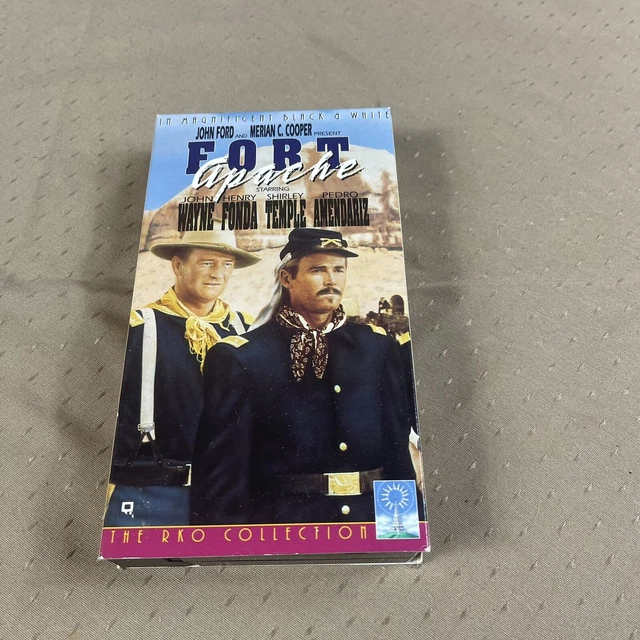 IN MAGNIFICENT BLACK & WHITE
JOHN FORD AND MERIAN C. COOPER PRESENT
FORT
apache
STARRING
JOHN HENRY SHIRLEY PEDRO
WAYNE FONDA TEMPLE ARMENDARIZ
THE RKO COLLECTION